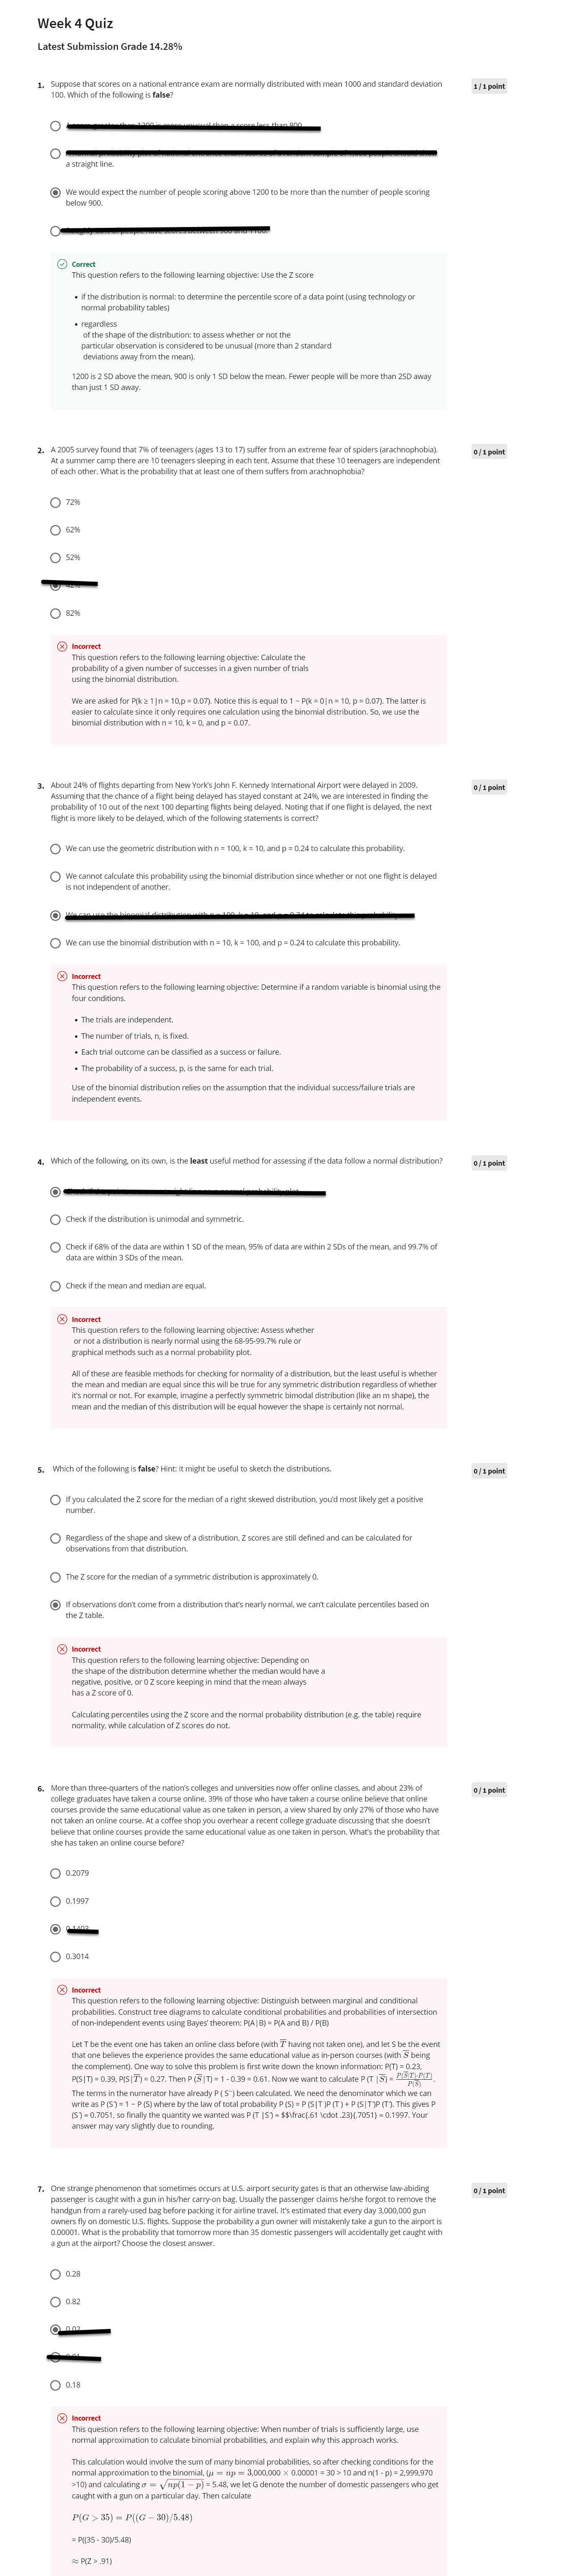 Week 4 Quiz
Latest Submission Grade 14.28%
1. Suppose that scores on a national entrance exam are normally distributed with mean 1000 and standard deviation
100. Which of the following is false?
1 / 1 point
a straight line.
We would expect the number of people scoring above 1200 to be more than the number of people scoring
below 900.
Correct
This question refers to the following learning objective: Use the Z score
• if the distribution is normal: to determine the percentile score of a data point (using technology or
normal probability tables)
• regardless
of the shape of the distribution: to assess whether or not the
particular observation is considered to be unusual (more than 2 standard
deviations away from the mean).
1200 is 2 SD above the mean, 900 is only 1 SD below the mean. Fewer people will be more than 2SD away
than just 1 SD away.
2. A 2005 survey found that 7% of teenagers (ages 13 to 17) suffer from an extreme fear of spiders (arachnophobia).
At a summer camp there are 10 teenagers sleeping in each tent. Assume that these 10 teenagers are independent
of each other. What is the probability that at least one of them suffers from arachnophobia?
0 / 1 point
72%
62%
52%
82%
Incorrect
This question refers to the following learning objective: Calculate the
probability of a given number of successes in a given number of trials
using the binomial distribution.
We are asked for P(k ≥ 1|n = 10,p = 0.07). Notice this is equal to 1 − P(k = 0|n = 10, p = 0.07). The latter is
easier to calculate since it only requires one calculation using the binomial distribution. So, we use the
binomial distribution with n = 10, k = 0, and p = 0.07.
3. About 24% of flights departing from New York's John F. Kennedy International Airport were delayed in 2009.
Assuming that the chance of a flight being delayed has stayed constant at 24%, we are interested in finding the
probability of 10 out of the next 100 departing flights being delayed. Noting that if one flight is delayed, the next
flight is more likely to be delayed, which of the following statements is correct?
0 / 1 point
We can use the geometric distribution with n = 100, k = 10, and p = 0.24 to calculate this probability.
We cannot calculate this probability using the binomial distribution since whether or not one flight is delayed
is not independent of another.
We can use the binomial distribution with n = 10, k = 100, and p = 0.24 to calculate this probability.
Incorrect
This question refers to the following learning objective: Determine if a random variable is binomial using the
four conditions.
• The trials are independent.
• The number of trials, n, is fixed.
• Each trial outcome can be classified as a success or failure.
• The probability of a success, p, is the same for each trial.
Use of the binomial distribution relies on the assumption that the individual success/failure trials are
independent events.
4. Which of the following, on its own, is the least useful method for assessing if the data follow a normal distribution?
0 / 1 point
Check if the distribution is unimodal and symmetric.
Check if 68% of the data are within 1 SD of the mean, 95% of data are within 2 SDs of the mean, and 99.7% of
data are within 3 SDs of the mean.
Check if the mean and median are equal.
Incorrect
This question refers to the following learning objective: Assess whether
or not a distribution is nearly normal using the 68-95-99.7% rule or
graphical methods such as a normal probability plot.
All of these are feasible methods for checking for normality of a distribution, but the least useful is whether
the mean and median are equal since this will be true for any symmetric distribution regardless of whether
it's normal or not. For example, imagine a perfectly symmetric bimodal distribution (like an m shape), the
mean and the median of this distribution will be equal however the shape is certainly not normal.
5. Which of the following is false? Hint: It might be useful to sketch the distributions.
0 / 1 point
If you calculated the Z score for the median of a right skewed distribution, you'd most likely get a positive
number.
Regardless of the shape and skew of a distribution, Z scores are still defined and can be calculated for
observations from that distribution.
The Z score for the median of a symmetric distribution is approximately 0.
If observations don't come from a distribution that's nearly normal, we can't calculate percentiles based on
the Z table.
Incorrect
This question refers to the following learning objective: Depending on
the shape of the distribution determine whether the median would have a
negative, positive, or 0 Z score keeping in mind that the mean always
has a Z score of 0.
Calculating percentiles using the Z score and the normal probability distribution (e.g. the table) require
normality, while calculation of Z scores do not.
6. More than three-quarters of the nation's colleges and universities now offer online classes, and about 23% of
college graduates have taken a course online. 39% of those who have taken a course online believe that online
courses provide the same educational value as one taken in person, a view shared by only 27% of those who have
not taken an online course. At a coffee shop you overhear a recent college graduate discussing that she doesn't
believe that online courses provide the same educational value as one taken in person. What's the probability that
she has taken an online course before?
0 / 1 point
0.2079
0.1997
0.3014
Incorrect
This question refers to the following learning objective: Distinguish between marginal and conditional
probabilities. Construct tree diagrams to calculate conditional probabilities and probabilities of intersection
of non-independent events using Bayes' theorem: P(A|B) = P(A and B) / P(B)
Let T be the event one has taken an online class before (with T̅ having not taken one), and let S be the event
that one believes the experience provides the same educational value as in-person courses (with S̅ being
the complement). One way to solve this problem is first write down the known information: P(T) = 0.23,
P(S|T) = 0.39, P(S|T̅) = 0.27. Then P (S̅|T) = 1 - 0.39 = 0.61. Now we want to calculate P (T |S̅) = P(S̅|T)·P(T)/P(S̅).
The terms in the numerator have already P ( S¯) been calculated. We need the denominator which we can
write as P (S ̄) = 1 − P (S) where by the law of total probability P (S) = P (S|T )P (T ) + P (S|T ̄)P (T ̄). This gives P
(S ̄) = 0.7051, so finally the quantity we wanted was P (T |S ̄) = $$\frac{.61 \cdot .23}{.7051} = 0.1997. Your
answer may vary slightly due to rounding.
7. One strange phenomenon that sometimes occurs at U.S. airport security gates is that an otherwise law-abiding
passenger is caught with a gun in his/her carry-on bag. Usually the passenger claims he/she forgot to remove the
handgun from a rarely-used bag before packing it for airline travel. It's estimated that every day 3,000,000 gun
owners fly on domestic U.S. flights. Suppose the probability a gun owner will mistakenly take a gun to the airport is
0.00001. What is the probability that tomorrow more than 35 domestic passengers will accidentally get caught with
a gun at the airport? Choose the closest answer.
0 / 1 point
0.28
0.82
0.18
Incorrect
This question refers to the following learning objective: When number of trials is sufficiently large, use
normal approximation to calculate binomial probabilities, and explain why this approach works.
This calculation would involve the sum of many binomial probabilities, so after checking conditions for the
normal approximation to the binomial, (μ = np = 3,000,000 × 0.00001 = 30 > 10 and n(1 - p) = 2,999,970
>10) and calculating σ = √np(1 − p) = 5.48, we let G denote the number of domestic passengers who get
caught with a gun on a particular day. Then calculate
P(G > 35) = P((G − 30)/5.48)
= P((35 - 30)/5.48)
≈ P(Z > .91)